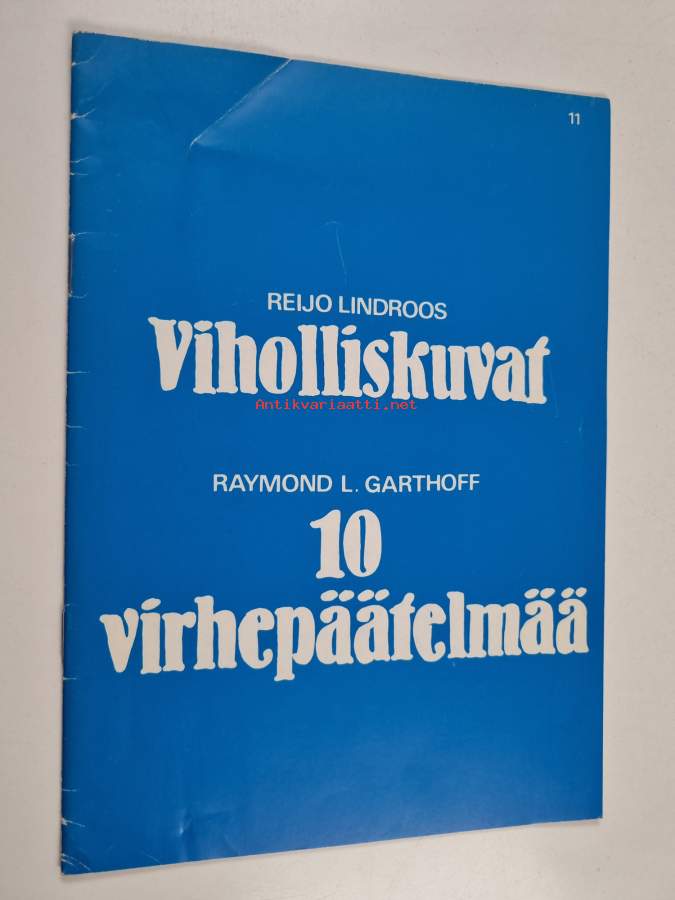 11
REIJO LINDROOS
Viholliskuvat
Antikvariaatti.net
RAYMOND L. GARTHOFF
10
virhepäätelmää